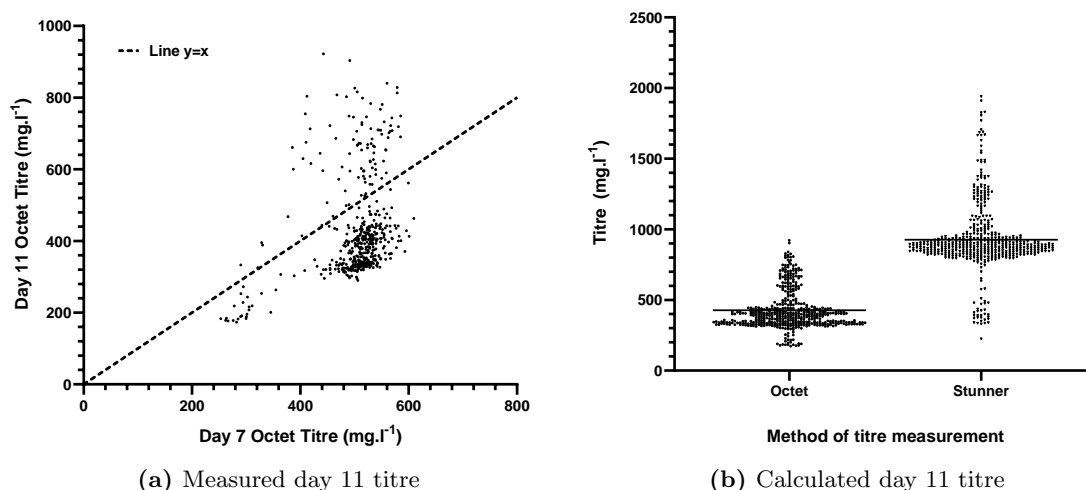 1000
800
600
400
200
0
Day 11 Octet Titre (mg.l⁻¹)
Line y=x
0 200 400 600 800
Day 7 Octet Titre (mg.l⁻¹)
(a) Measured day 11 titre
2500
2000
1500
1000
500
0
Titre (mg.l⁻¹)
Octet Stunner
Method of titre measurement
(b) Calculated day 11 titre